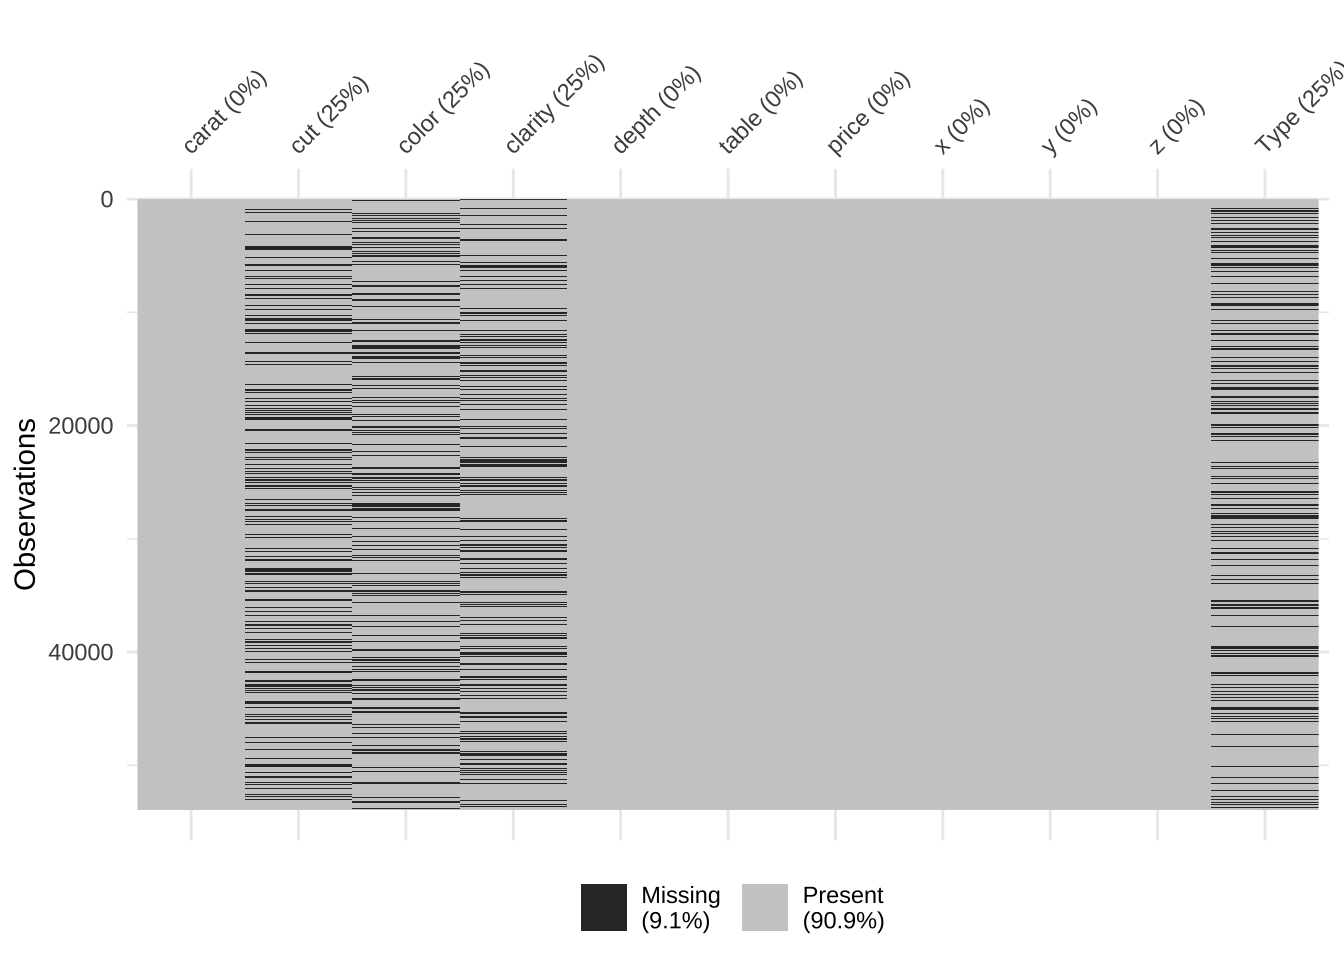 carat (0%)
cut (25%)
color (25%)
clarity (25%)
depth (0%)
table (0%)
price (0%)
x (0%)
y (0%)
z (0%)
Type (25%)
0
20000
40000
Observations
Missing
(9.1%)
Present
(90.9%)